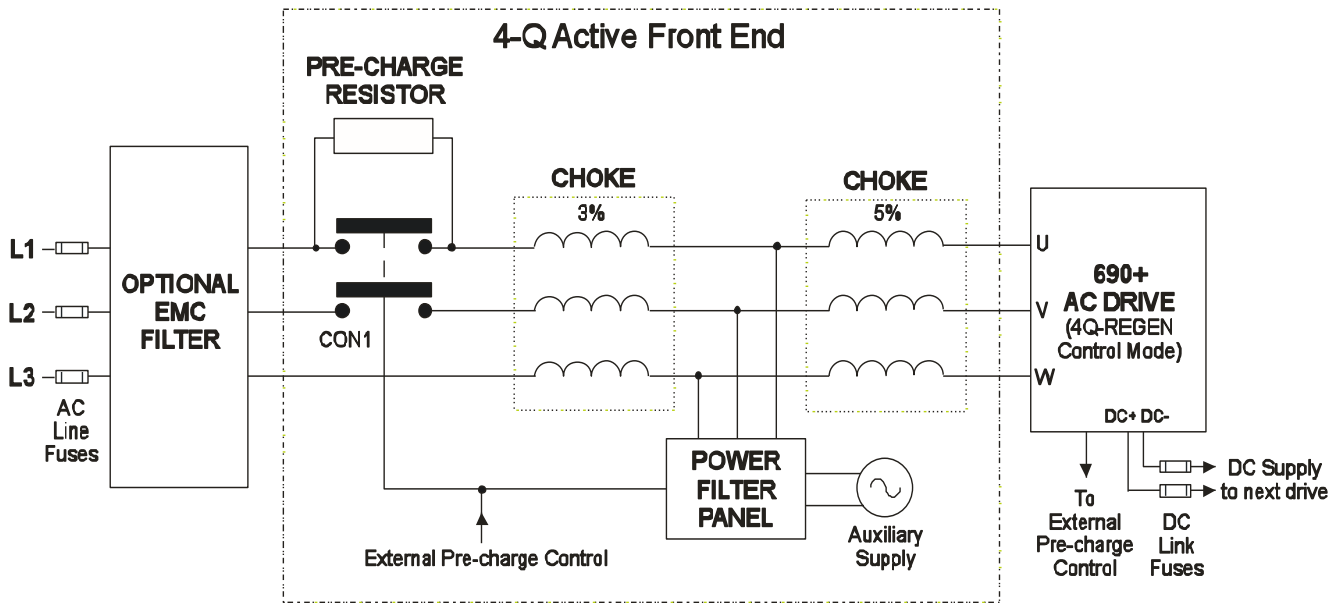 4-Q Active Front End
PRE-CHARGE
RESISTOR
CHOKE
3%
CHOKE
5%
L1
L2
L3
AC
Line
Fuses
OPTIONAL
EMC
FILTER
CON1
U
V
W
690+
AC DRIVE
(4Q-REGEN
Control Mode)
DC+ DC-
POWER
FILTER
PANEL
External Pre-charge Control
Auxiliary
Supply
To
External
Pre-charge
Control
DC
Link
Fuses
DC Supply
to next drive